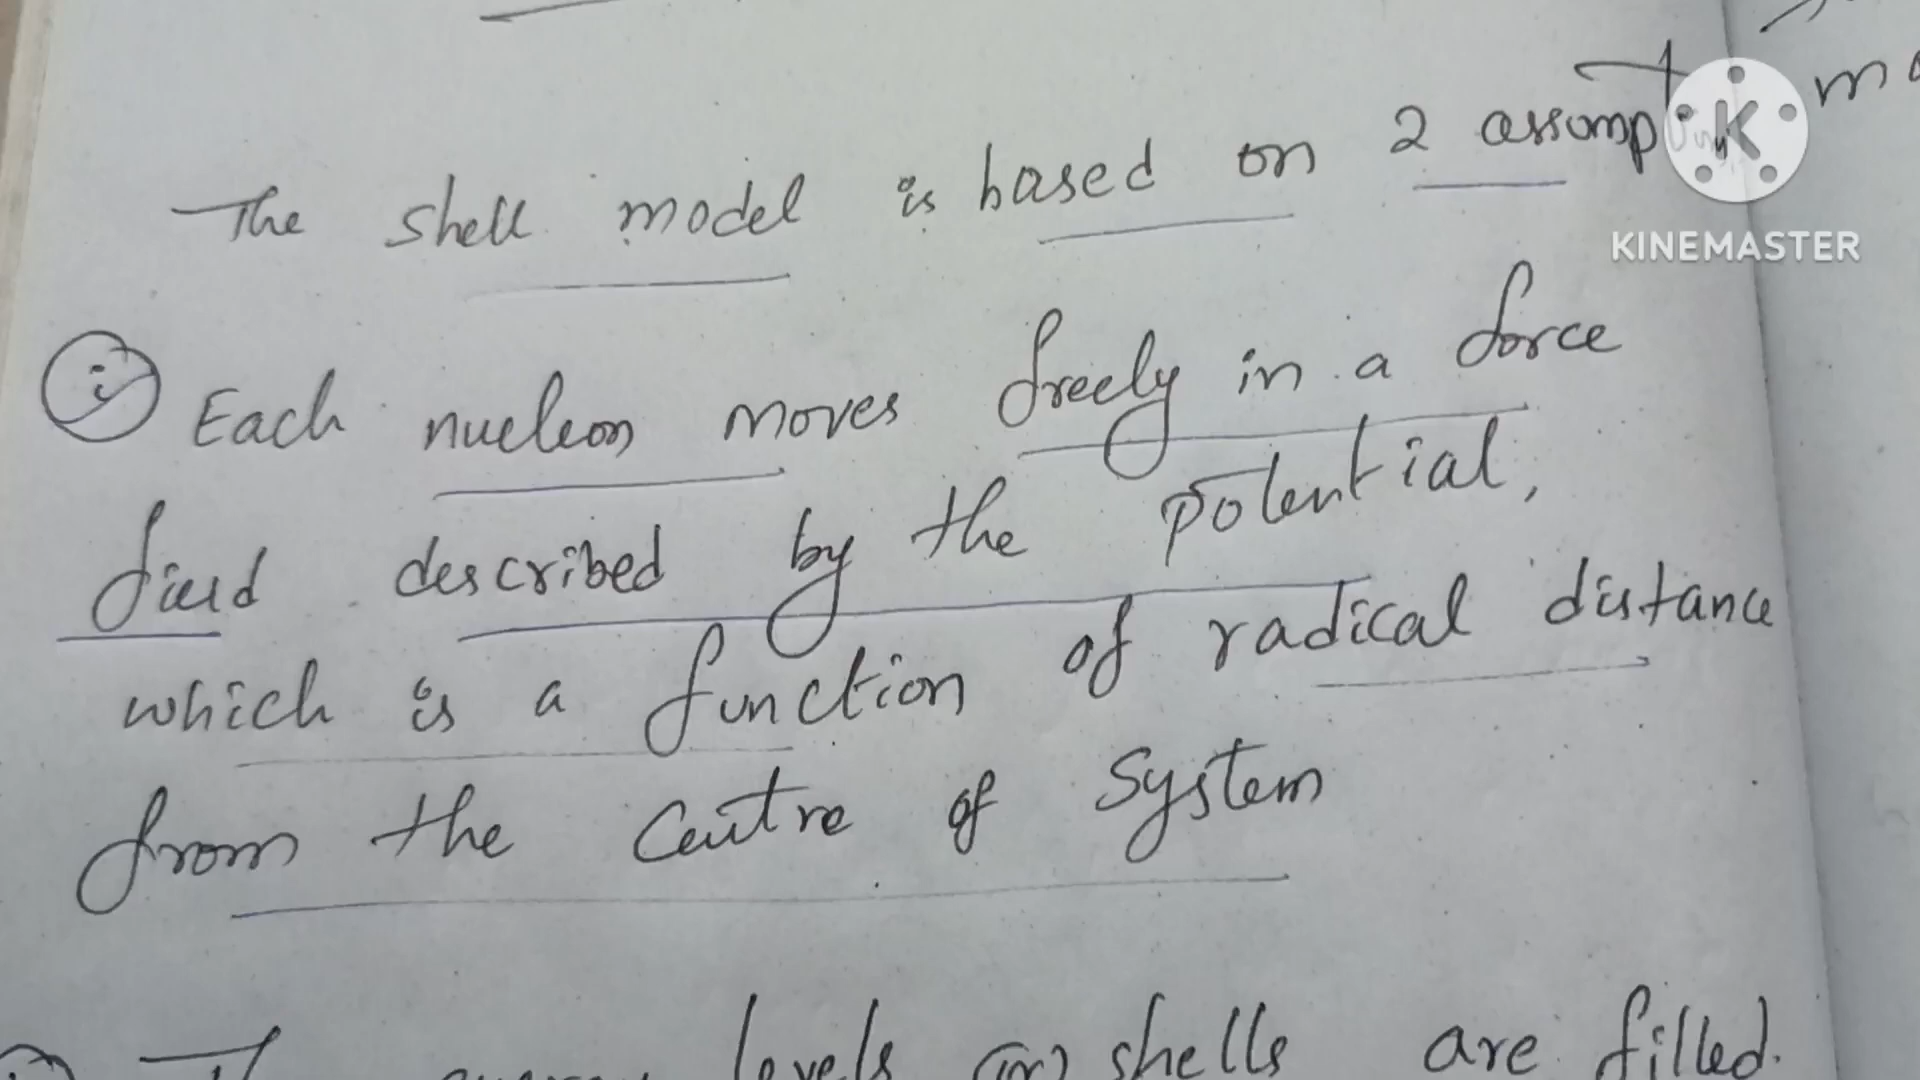 The shell model is based on 2 assump
K
KINEMASTER
(i) Each nucleon moves freely in a force
field described by the potential,
which is a function of radical distance
from the centre of system
levels (or) shells are filled.